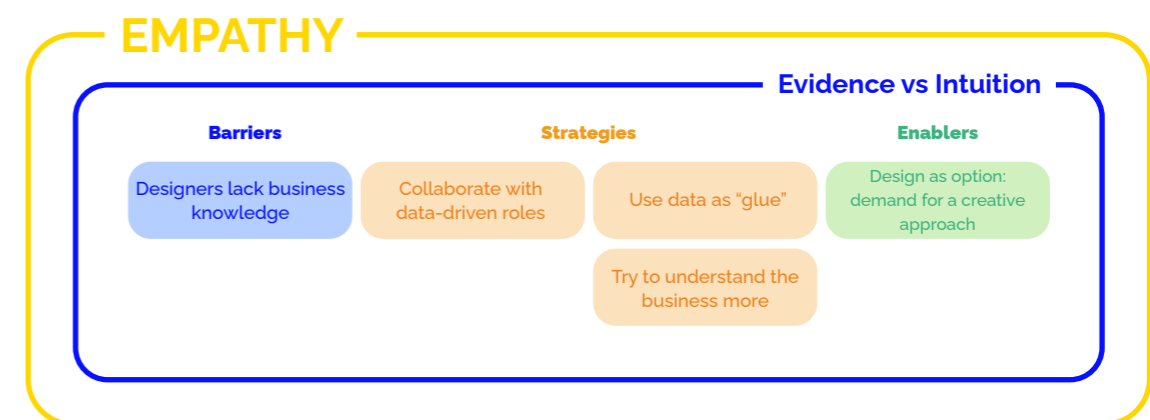 EMPATHY
Evidence vs Intuition
Barriers
Strategies
Enablers
Designers lack business
knowledge
Collaborate with
data-driven roles
Use data as “glue”
Design as option:
demand for a creative
approach
Try to understand the
business more